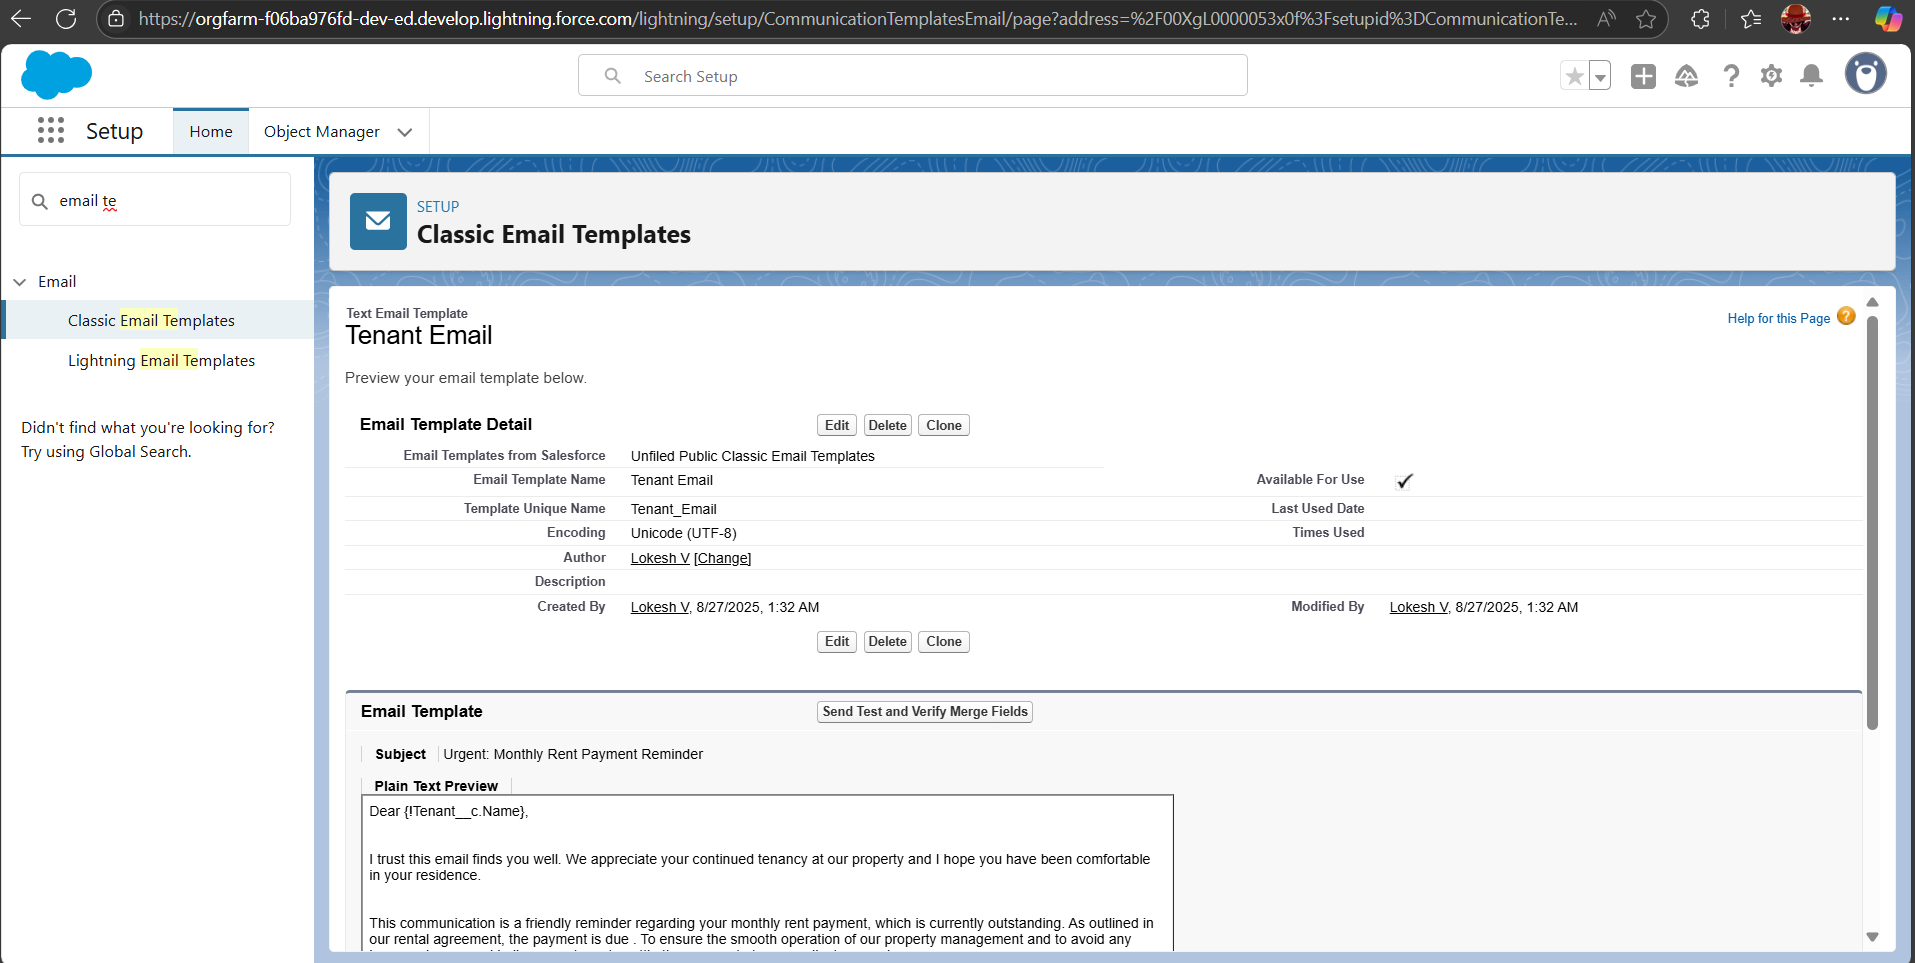 https://orgfarm-f06ba976fd-dev-ed.develop.lightning.force.com/lightning/setup/CommunicationTemplatesEmail/page?address=%2F00XgL0000053x0f%3Fsetupid%3DCommunicationTe...
Search Setup
Setup
Home
Object Manager
email te
Email
Classic Email Templates
Lightning Email Templates
Didn't find what you're looking for?
Try using Global Search.
SETUP
Classic Email Templates
Text Email Template
Tenant Email
Help for this Page
Preview your email template below.
Email Template Detail
Edit Delete Clone
Email Templates from Salesforce Unfiled Public Classic Email Templates
Email Template Name Tenant Email Available For Use
Template Unique Name Tenant_Email Last Used Date
Encoding Unicode (UTF-8) Times Used
Author Lokesh V [Change]
Description
Created By Lokesh V, 8/27/2025, 1:32 AM Modified By Lokesh V, 8/27/2025, 1:32 AM
Edit Delete Clone
Email Template Send Test and Verify Merge Fields
Subject Urgent: Monthly Rent Payment Reminder
Plain Text Preview
Dear {!Tenant__c.Name},
I trust this email finds you well. We appreciate your continued tenancy at our property and I hope you have been comfortable
in your residence.
This communication is a friendly reminder regarding your monthly rent payment, which is currently outstanding. As outlined in
our rental agreement, the payment is due . To ensure the smooth operation of our property management and to avoid any